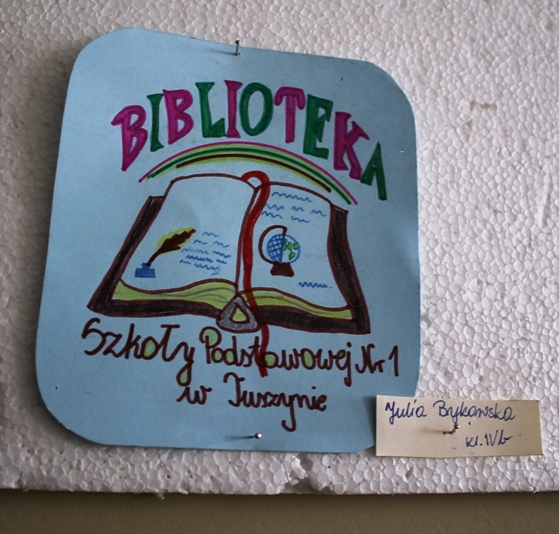 BIBLIOTEKA
Szkoły Podstawowej Nr 1
w Tuszynie
Julia Bykowska
kl. IV b